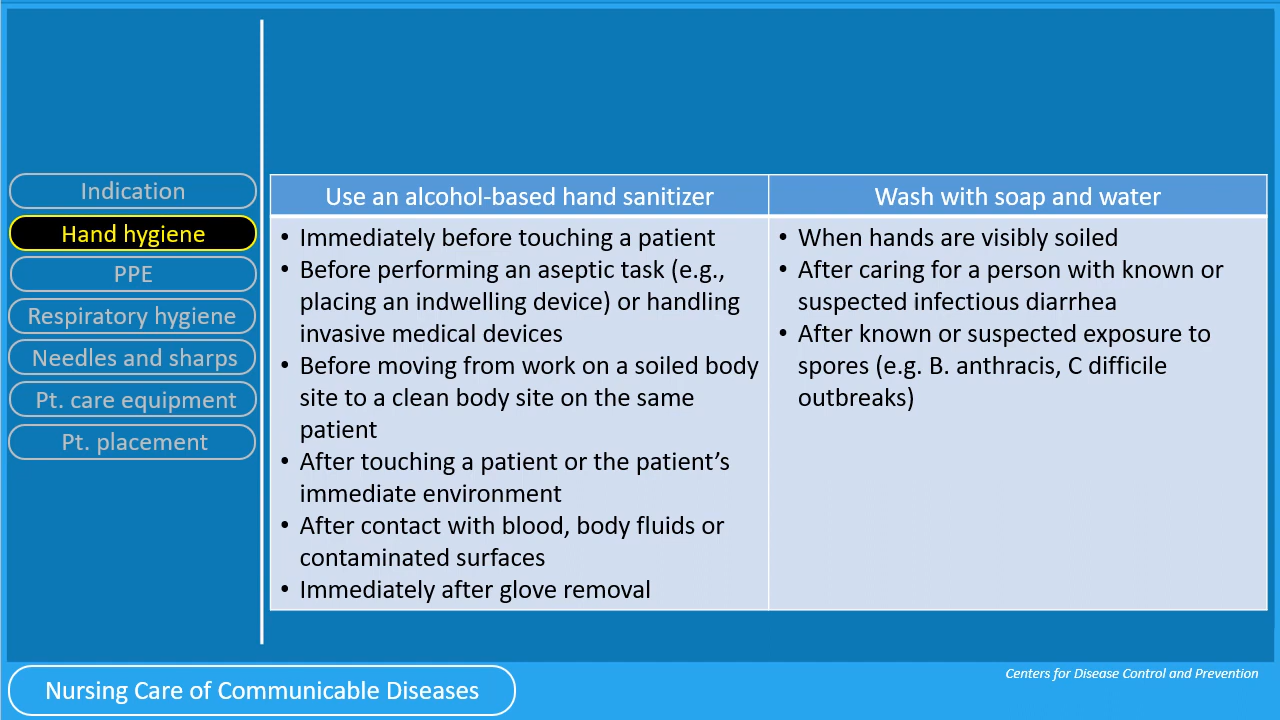 Indication
Hand hygiene
PPE
Respiratory hygiene
Needles and sharps
Pt. care equipment
Pt. placement
Use an alcohol-based hand sanitizer
• Immediately before touching a patient
• Before performing an aseptic task (e.g.,
placing an indwelling device) or handling
invasive medical devices
• Before moving from work on a soiled body
site to a clean body site on the same
patient
• After touching a patient or the patient’s
immediate environment
• After contact with blood, body fluids or
contaminated surfaces
• Immediately after glove removal
Wash with soap and water
• When hands are visibly soiled
• After caring for a person with known or
suspected infectious diarrhea
• After known or suspected exposure to
spores (e.g. B. anthracis, C difficile
outbreaks)
Centers for Disease Control and Prevention
Nursing Care of Communicable Diseases